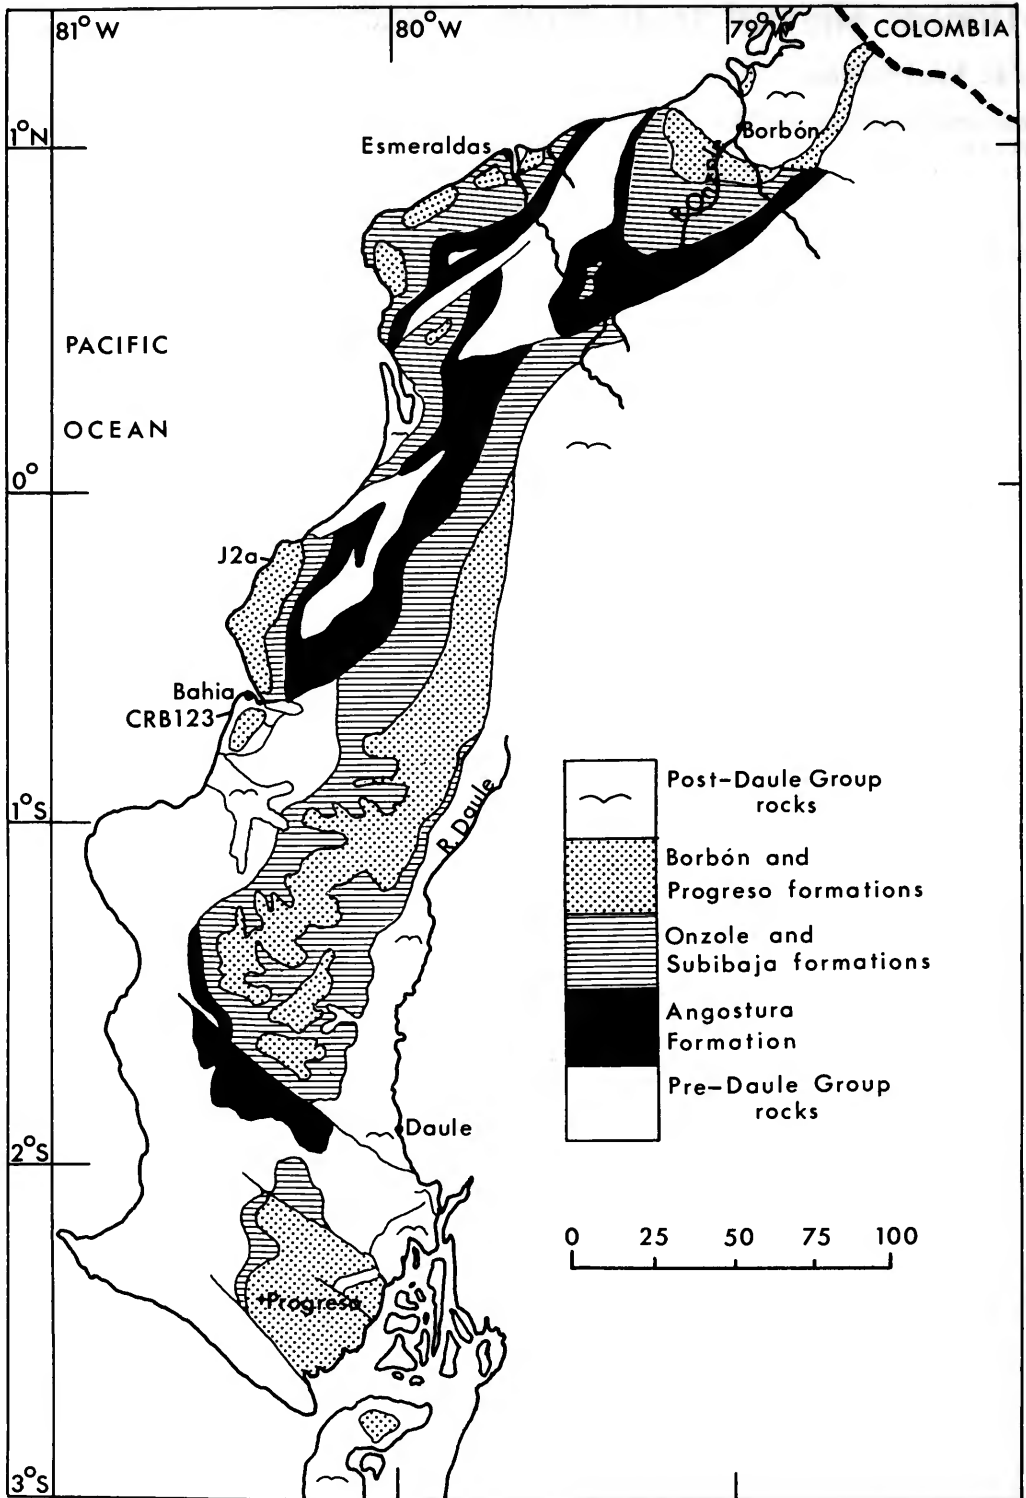 81°W
80°W
79°W
COLOMBIA
1°N
Esmeraldas
Borbón
R. Onzole
PACIFIC
OCEAN
0°
J2a
Bahia
CRB123
1°S
R. Daule
Post–Daule Group
rocks
Borbón and
Progreso formations
Onzole and
Subibaja formations
Angostura
Formation
Pre–Daule Group
rocks
Daule
2°S
0 25 50 75 100
Progreso
3°S